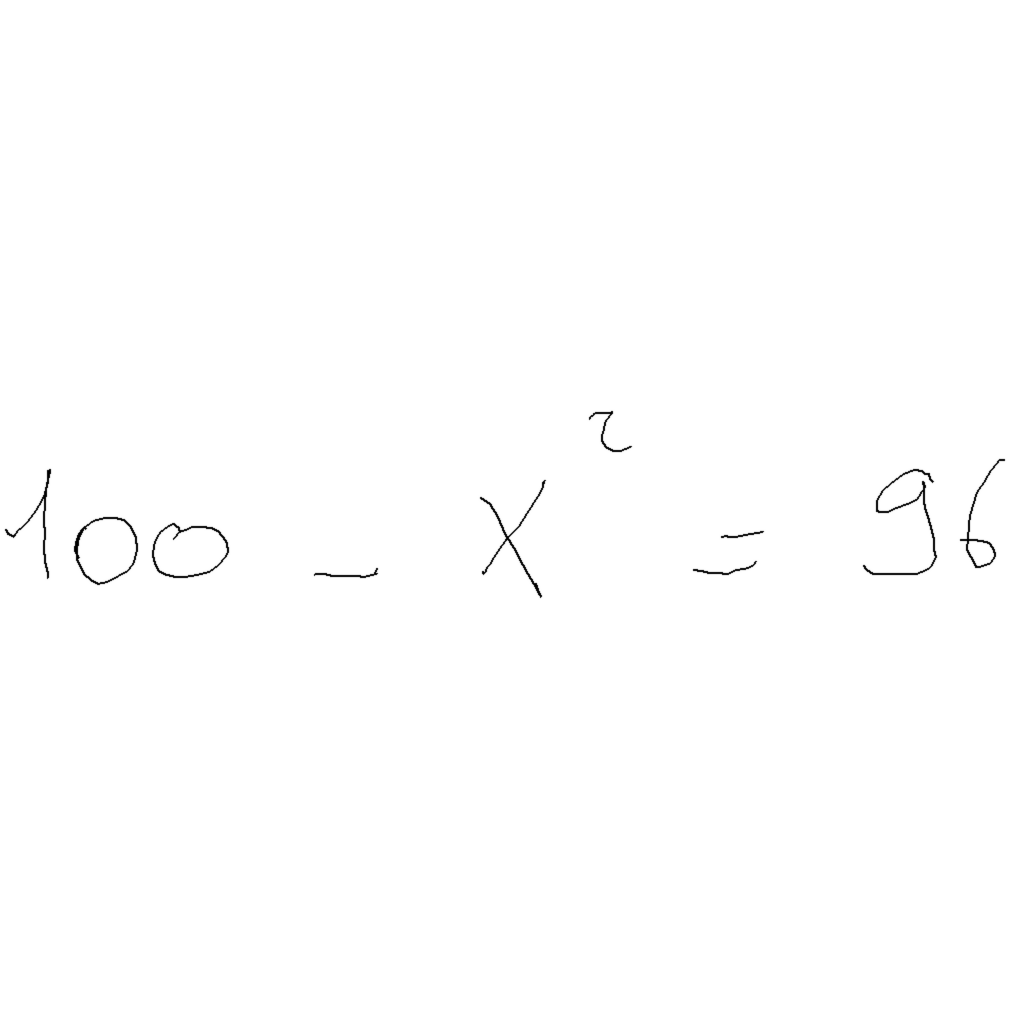 100 - x² = 96